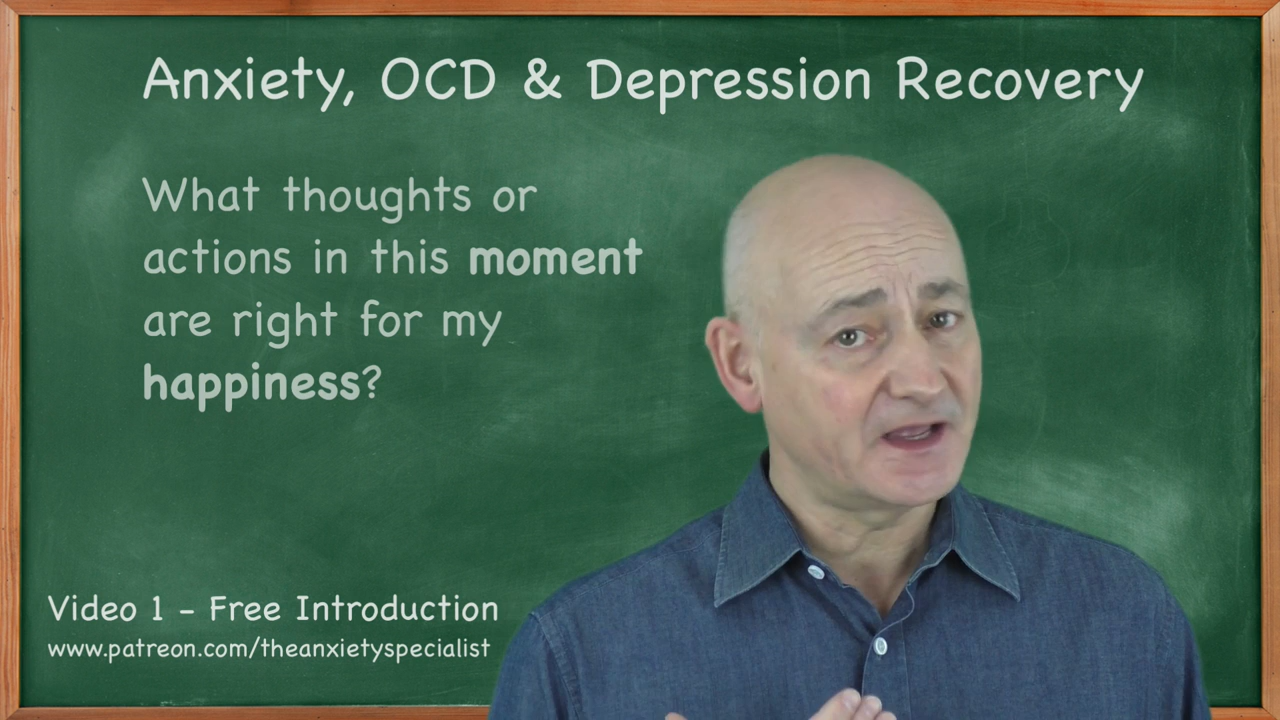 Anxiety, OCD & Depression Recovery
What thoughts or
actions in this moment
are right for my
happiness?
Video 1 - Free Introduction
www.patreon.com/theanxietyspecialist